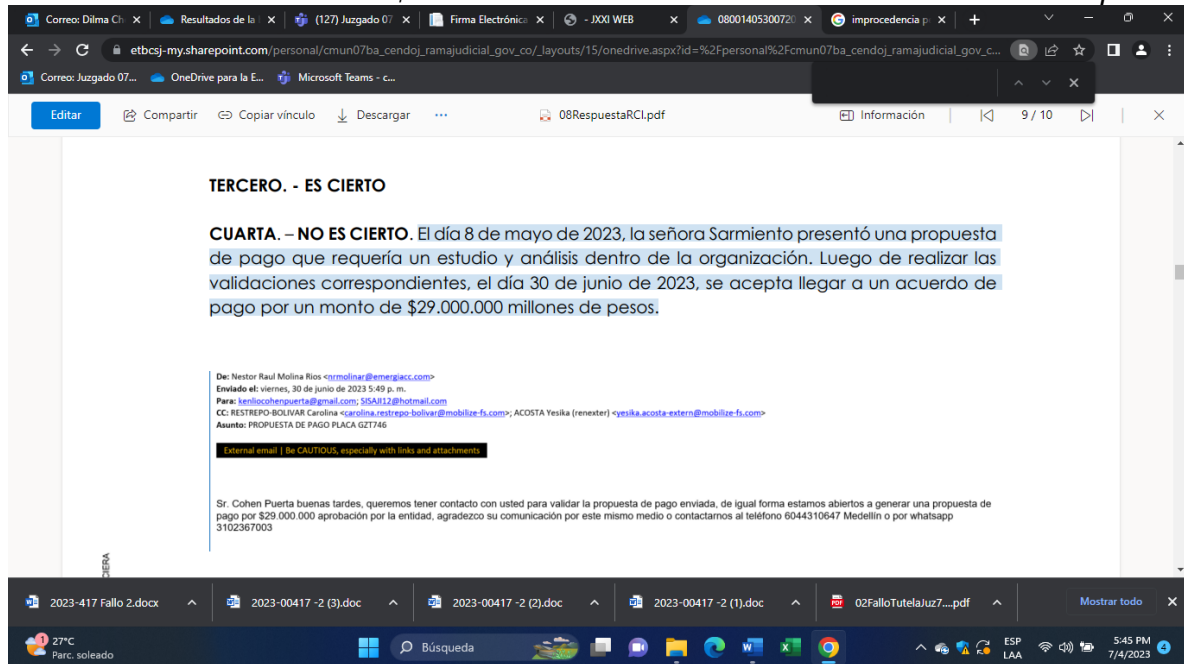 Correo: Dilma Ch
Resultados de la
(127) Juzgado 07
Firma Electrónica
- JXXI WEB
08001405300720
improcedencia p
etbcsj-my.sharepoint.com/personal/cmun07ba_cendoj_ramajudicial_gov_co/_layouts/15/onedrive.aspx?id=%2Fpersonal%2Fcmun07ba_cendoj_ramajudicial_gov_c...
Correo: Juzgado 07...
OneDrive para la E...
Microsoft Teams - c...
Editar
Compartir
Copiar vínculo
Descargar
...
08RespuestaRCI.pdf
Información
9 / 10
TERCERO. - ES CIERTO
CUARTA. – NO ES CIERTO. El día 8 de mayo de 2023, la señora Sarmiento presentó una propuesta
de pago que requería un estudio y análisis dentro de la organización. Luego de realizar las
validaciones correspondientes, el día 30 de junio de 2023, se acepta llegar a un acuerdo de
pago por un monto de $29.000.000 millones de pesos.
De: Nestor Raul Molina Rios <nrmolinar@emergiacc.com>
Enviado el: viernes, 30 de junio de 2023 5:49 p. m.
Para: kenliocohenpuerta@gmail.com; SISAJI12@hotmail.com
CC: RESTREPO-BOLIVAR Carolina <carolina.restrepo-bolivar@mobilize-fs.com>; ACOSTA Yesika (renexter) <yesika.acosta-extern@mobilize-fs.com>
Asunto: PROPUESTA DE PAGO PLACA GZT746
External email | Be CAUTIOUS, especially with links and attachments
Sr. Cohen Puerta buenas tardes, queremos tener contacto con usted para validar la propuesta de pago enviada, de igual forma estamos abiertos a generar una propuesta de
pago por $29.000.000 aprobación por la entidad, agradezco su comunicación por este mismo medio o contactarnos al teléfono 6044310647 Medellín o por whatsapp
3102367003
CIERA
2023-417 Fallo 2.docx
2023-00417 -2 (3).doc
2023-00417 -2 (2).doc
2023-00417 -2 (1).doc
02FalloTutelaJuz7....pdf
Mostrar todo
27°C
Parc. soleado
Búsqueda
ESP
LAA
5:45 PM
7/4/2023
4